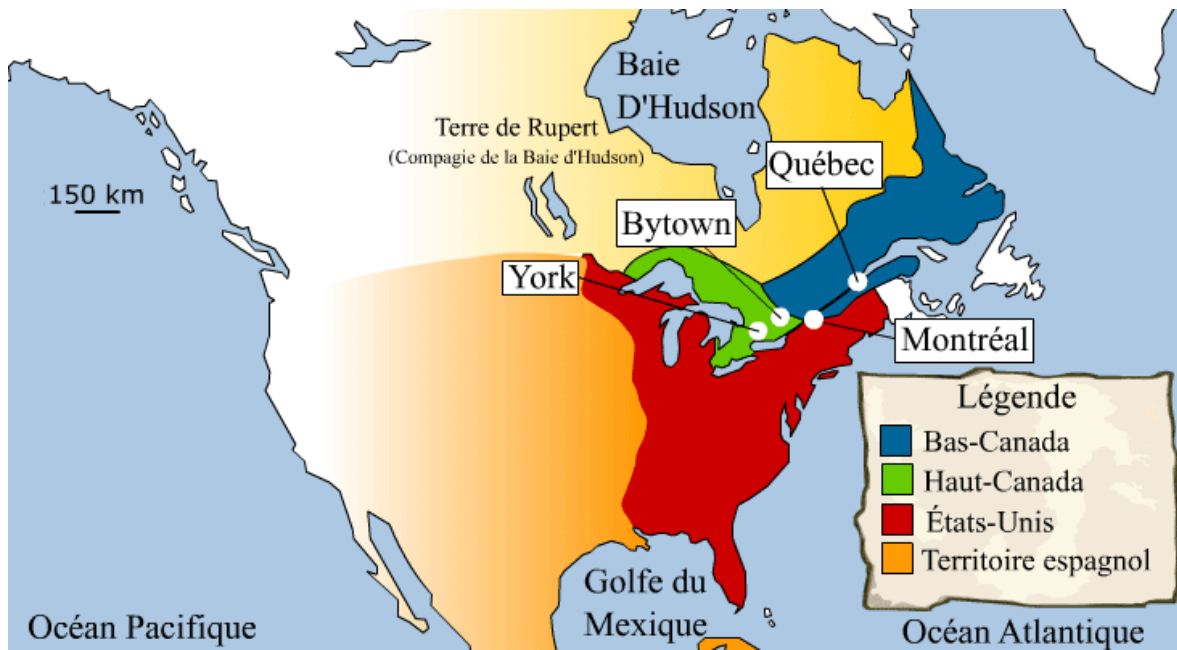 Baie
D'Hudson
Terre de Rupert
(Compagie de la Baie d'Hudson)
Québec
150 km
Bytown
York
Montréal
Légende
Bas-Canada
Haut-Canada
États-Unis
Territoire espagnol
Golfe du
Mexique
Océan Pacifique
Océan Atlantique